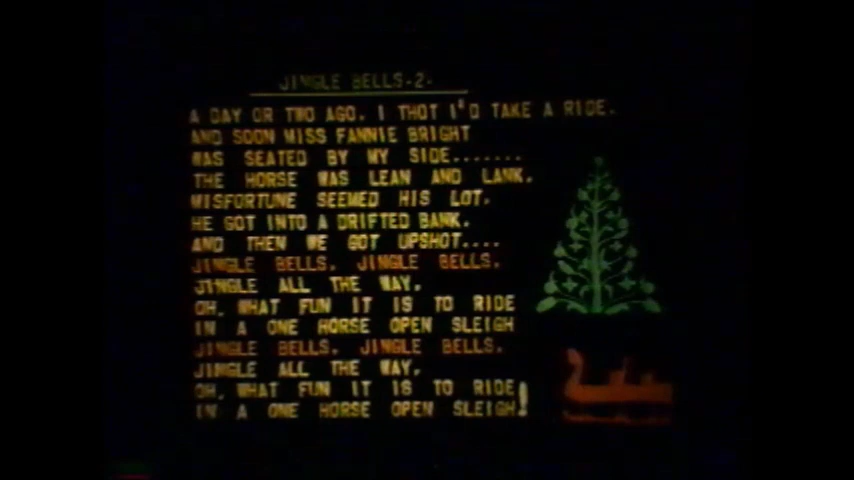 JINGLE BELLS-2-
A DAY OR TWO AGO, I THOT I'D TAKE A RIDE,
AND SOON MISS FANNIE BRIGHT
WAS SEATED BY MY SIDE.......
THE HORSE WAS LEAN AND LANK,
MISFORTUNE SEEMED HIS LOT,
HE GOT INTO A DRIFTED BANK,
AND THEN WE GOT UPSHOT....
JINGLE BELLS, JINGLE BELLS,
JINGLE ALL THE WAY,
OH, WHAT FUN IT IS TO RIDE
IN A ONE HORSE OPEN SLEIGH
JINGLE BELLS, JINGLE BELLS,
JINGLE ALL THE WAY,
OH, WHAT FUN IT IS TO RIDE
IN A ONE HORSE OPEN SLEIGH!